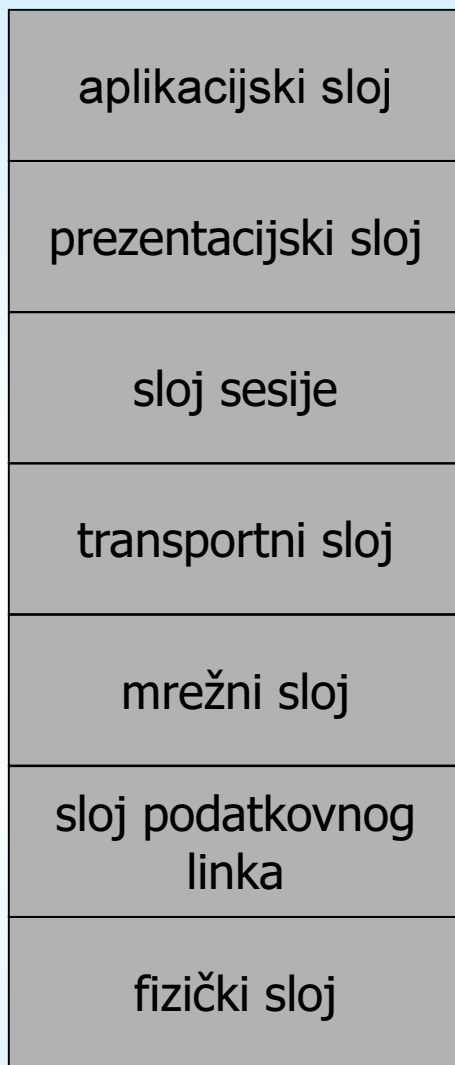 aplikacijski sloj
prezentacijski sloj
sloj sesije
transportni sloj
mrežni sloj
sloj podatkovnog
linka
fizički sloj